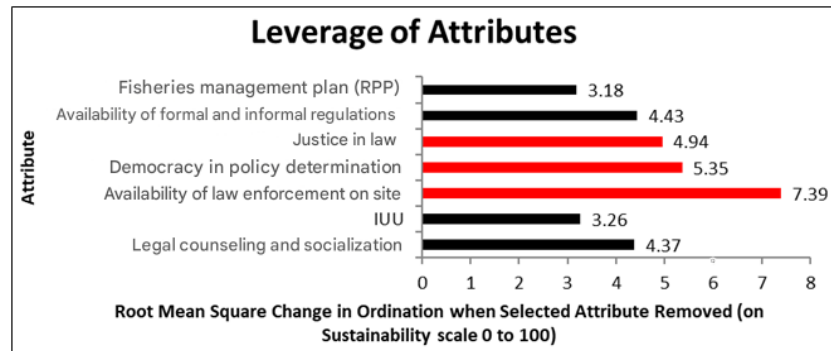 Leverage of Attributes
Attribute
Fisheries management plan (RPP)
3.18
Availability of formal and informal regulations
4.43
Justice in law
4.94
Democracy in policy determination
5.35
Availability of law enforcement on site
7.39
IUU
3.26
Legal counseling and socialization
4.37
0 1 2 3 4 5 6 7 8
Root Mean Square Change in Ordination when Selected Attribute Removed (on
Sustainability scale 0 to 100)